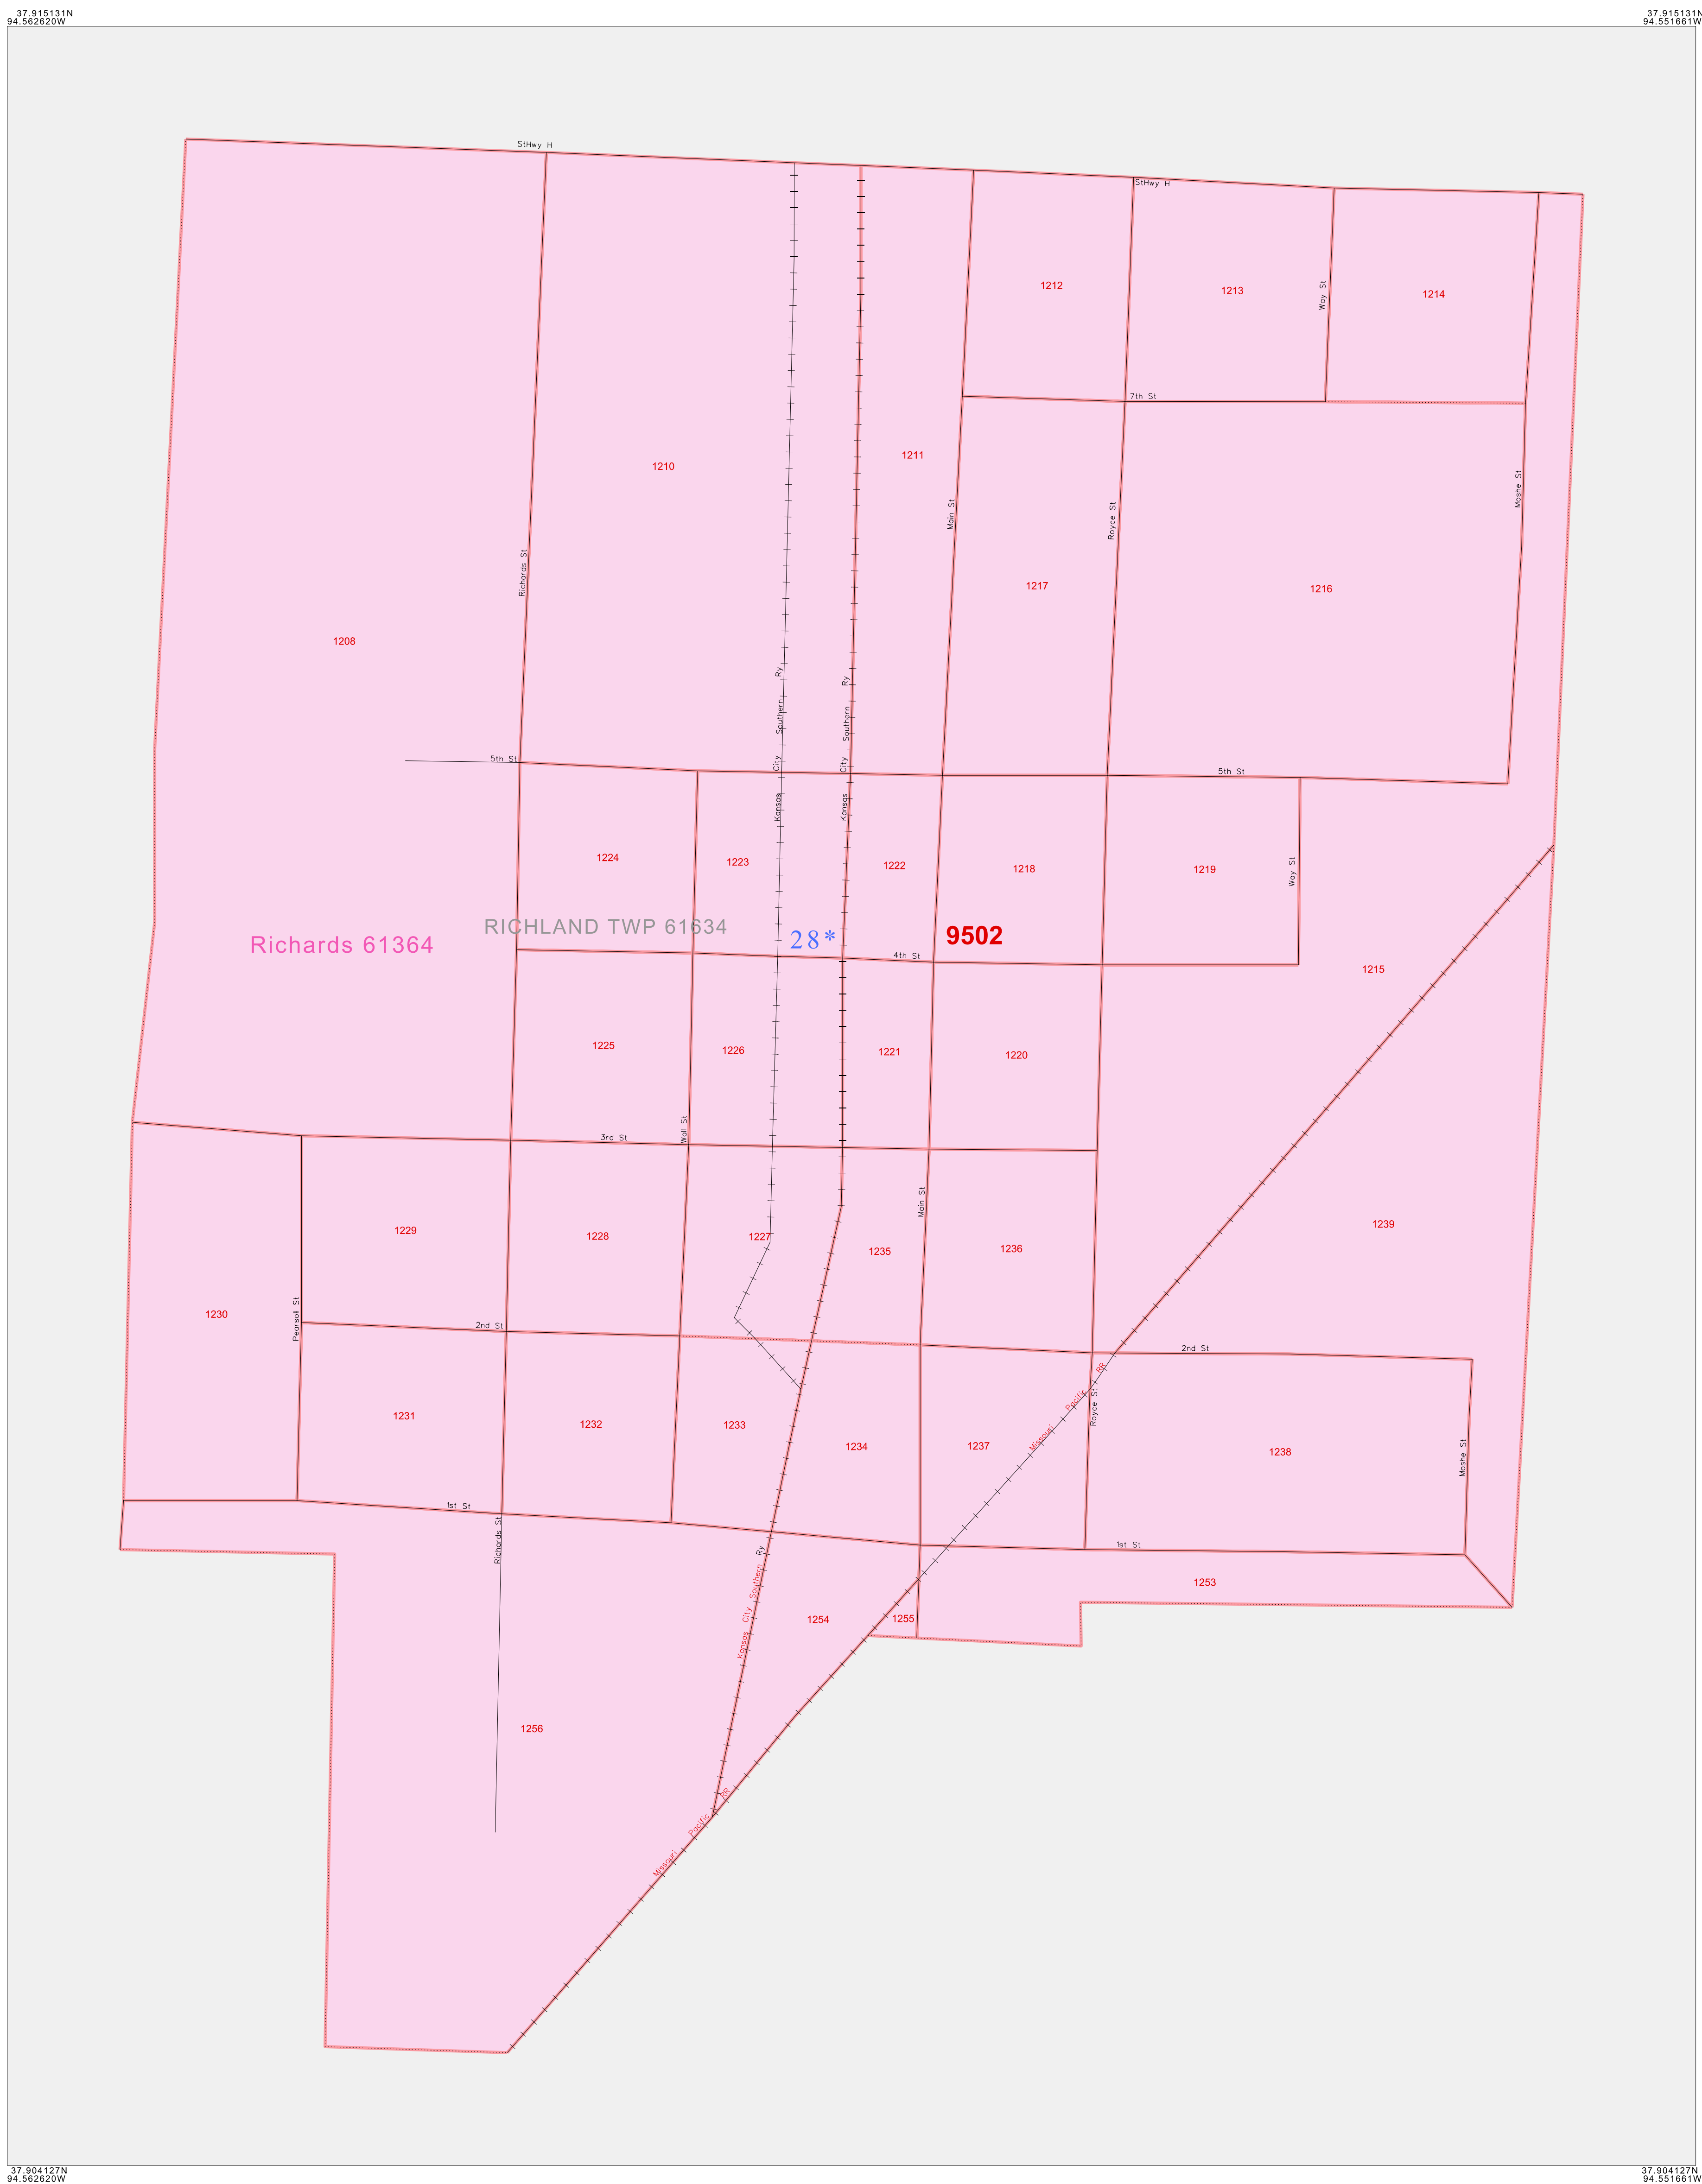 37.915131N
94.562620W
37.915131N
94.551661W
StHwy H
StHwy H
1212
1213
Way St
1214
7th St
1210
1211
Moshe St
Main St
Royce St
Richards St
1217
1216
1208
Kansas City Southern Ry
Kansas City Southern Ry
5th St
5th St
1224
1223
1222
1218
1219
Way St
RICHLAND TWP 61634
Richards 61364
28*
9502
4th St
1215
1225
1226
1221
1220
Wall St
3rd St
Main St
1229
1228
1227
1235
1236
1239
1230
Pearsoll St
2nd St
2nd St
Missouri Pacific RR
Royce St
1231
1232
1233
1234
1237
1238
Moshe St
1st St
1st St
Richards St
Kansas City Southern Ry
1253
1254
1255
1256
Missouri Pacific RR
37.904127N
94.562620W
37.904127N
94.551661W